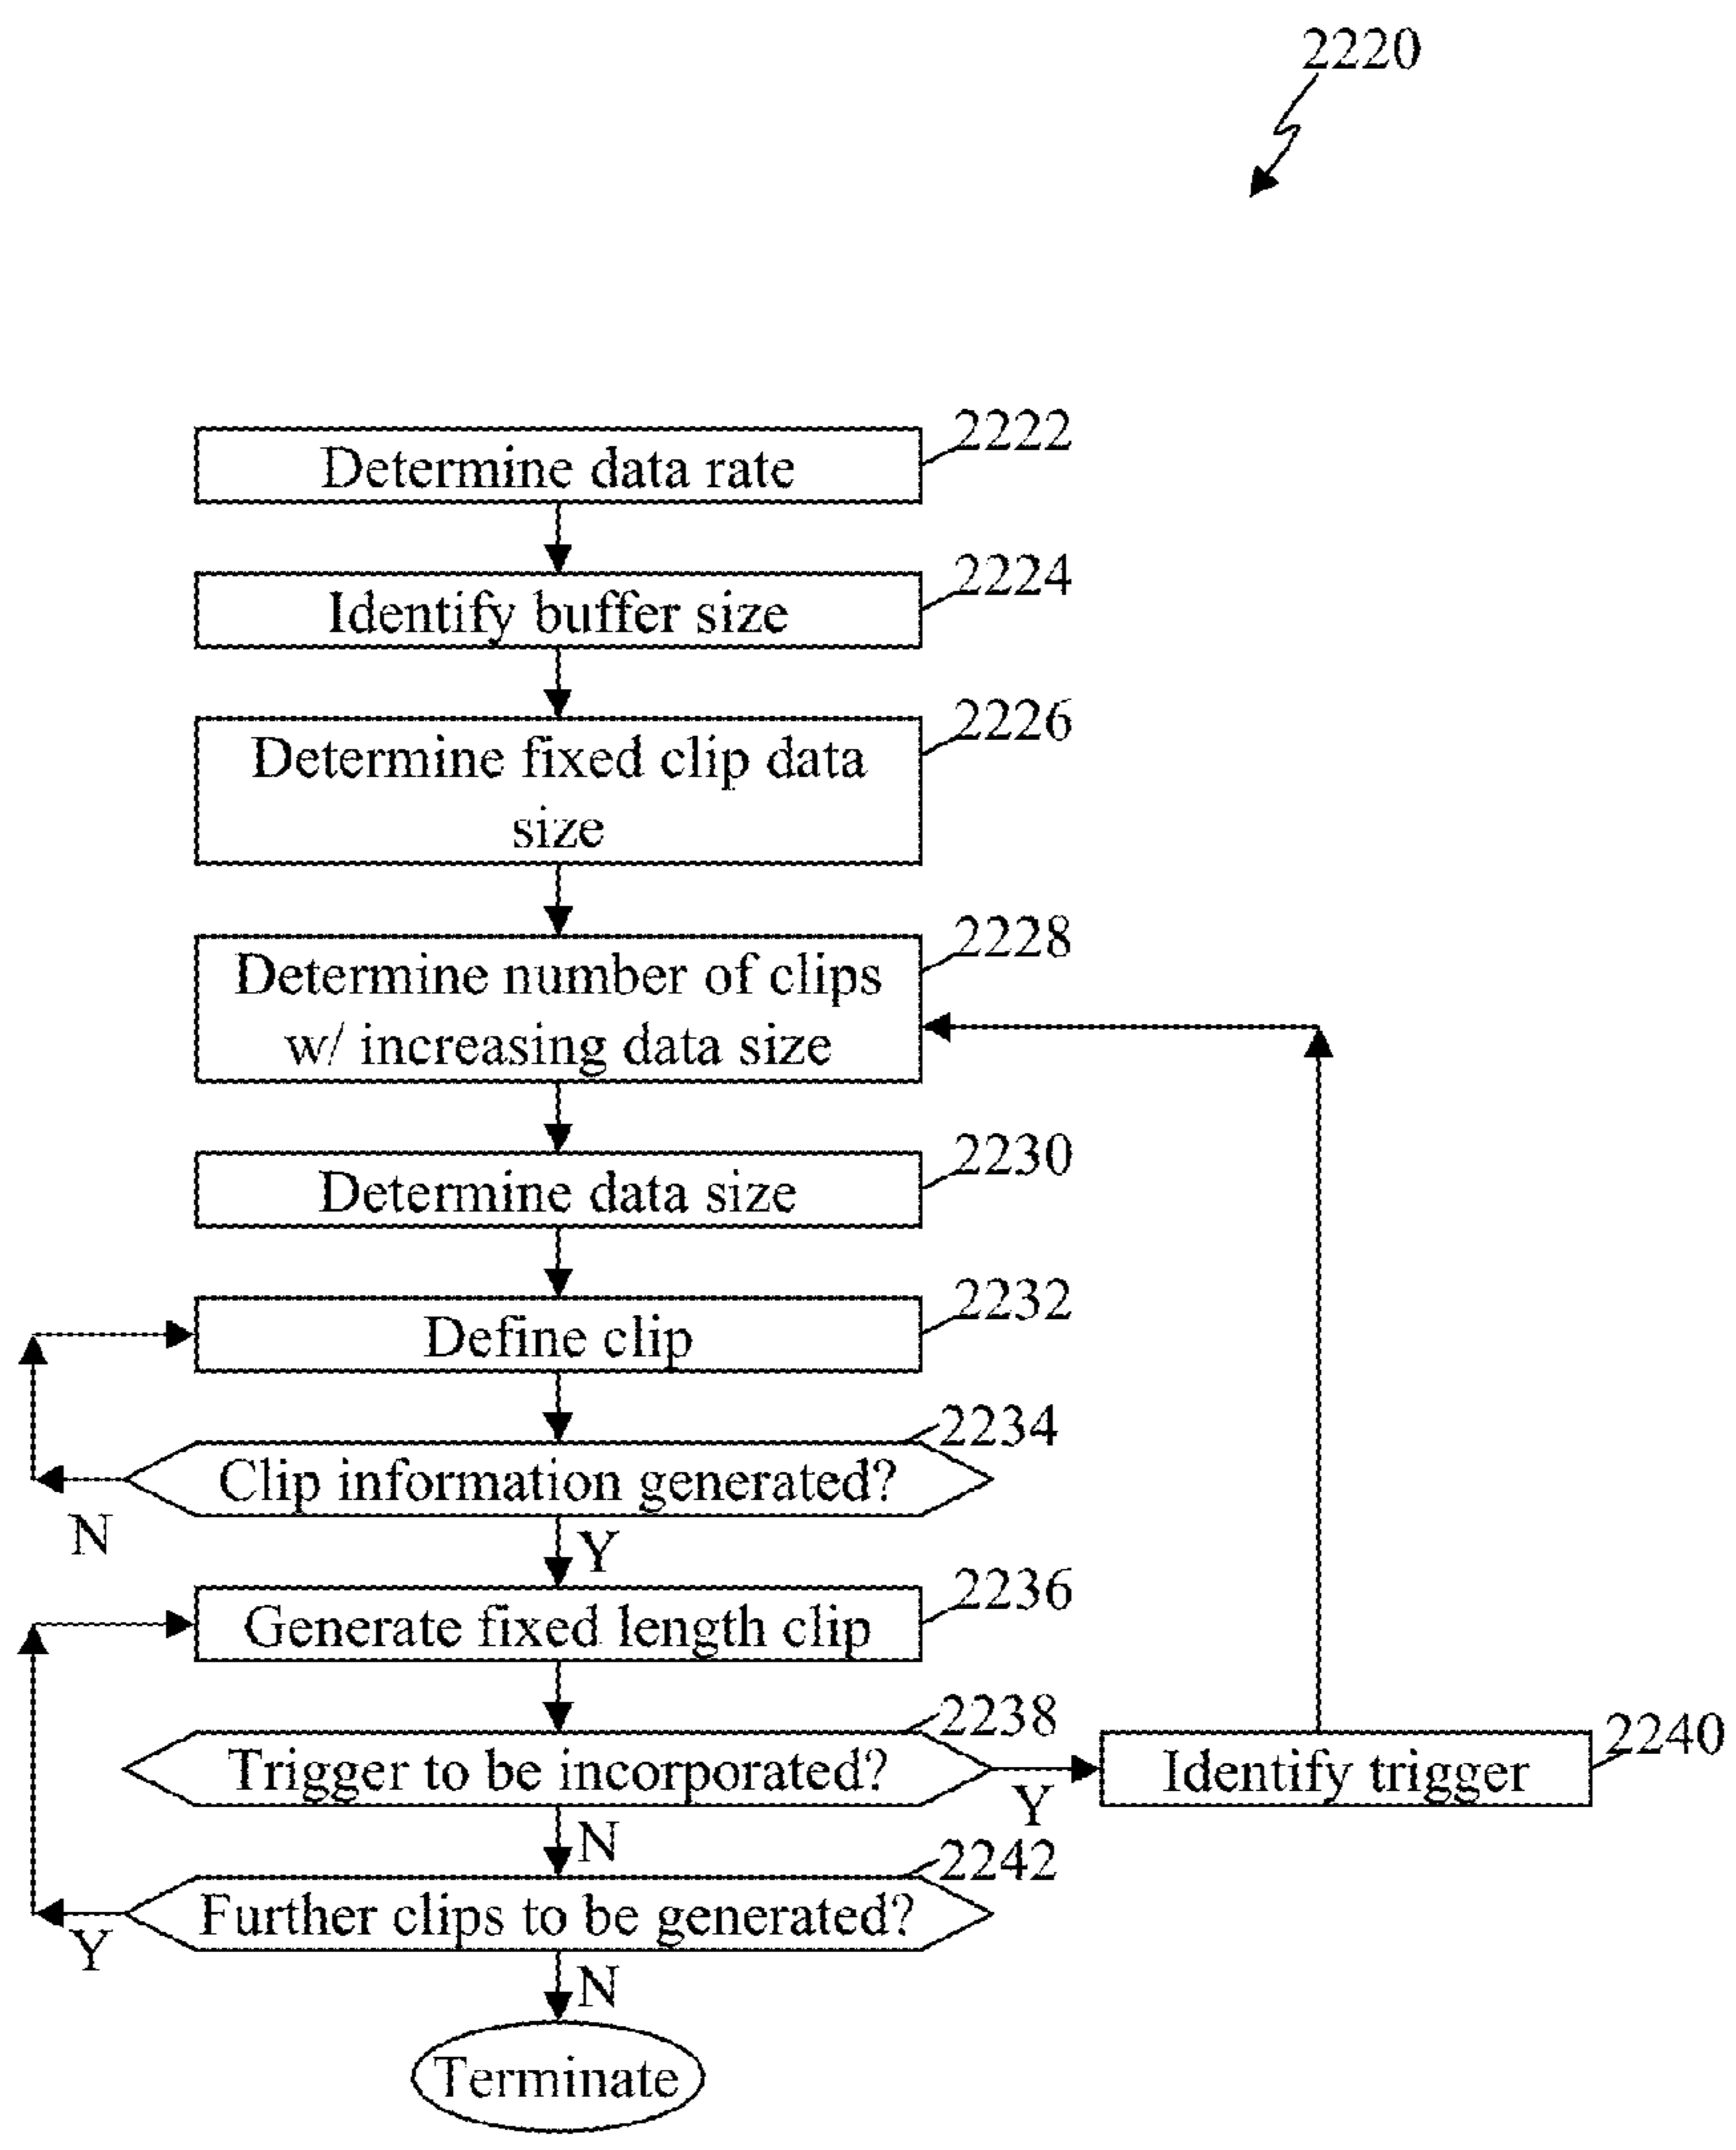 2220
2222
Determine data rate
2224
Identify buffer size
2226
Determine fixed clip data
size
2228
Determine number of clips
w/ increasing data size
2230
Determine data size
2232
Define clip
2234
Clip information generated?
N
Y
2236
Generate fixed length clip
2238
Trigger to be incorporated?
Y
2240
Identify trigger
N
2242
Further clips to be generated?
Y
N
Terminate